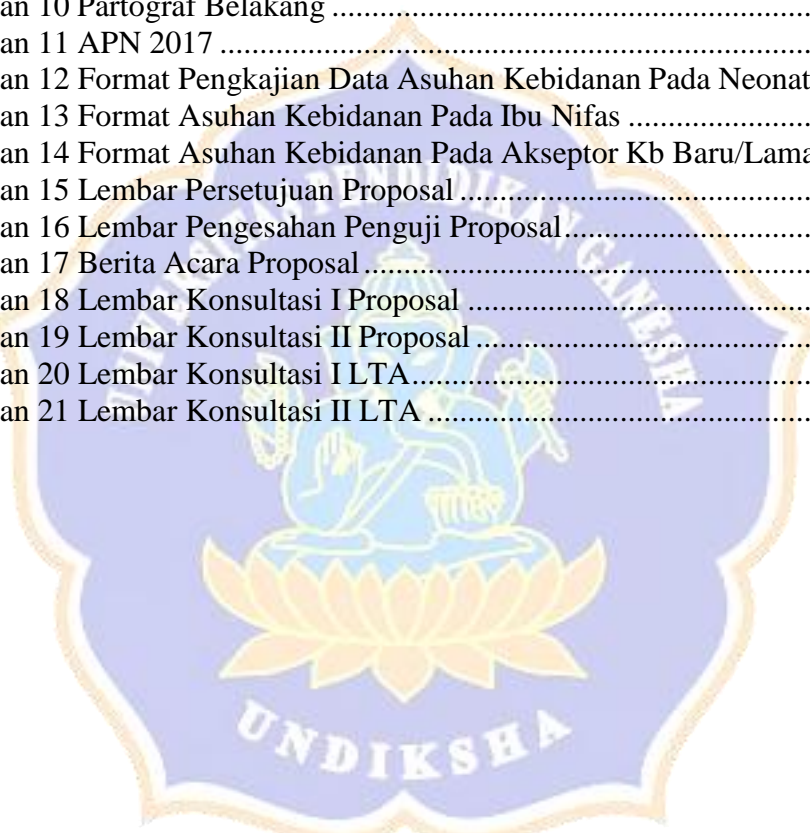 an 10 Partograf Belakang ................................................................
an 11 APN 2017 ................................................................................
an 12 Format Pengkajian Data Asuhan Kebidanan Pada Neonat
an 13 Format Asuhan Kebidanan Pada Ibu Nifas ........................
an 14 Format Asuhan Kebidanan Pada Akseptor Kb Baru/Lama
an 15 Lembar Persetujuan Proposal ..............................................
an 16 Lembar Pengesahan Penguji Proposal.................................
an 17 Berita Acara Proposal ...........................................................
an 18 Lembar Konsultasi I Proposal .............................................
an 19 Lembar Konsultasi II Proposal ............................................
an 20 Lembar Konsultasi I LTA.....................................................
an 21 Lembar Konsultasi II LTA ...................................................
PENDIDIKAN GANESHA
UNDIKSHA